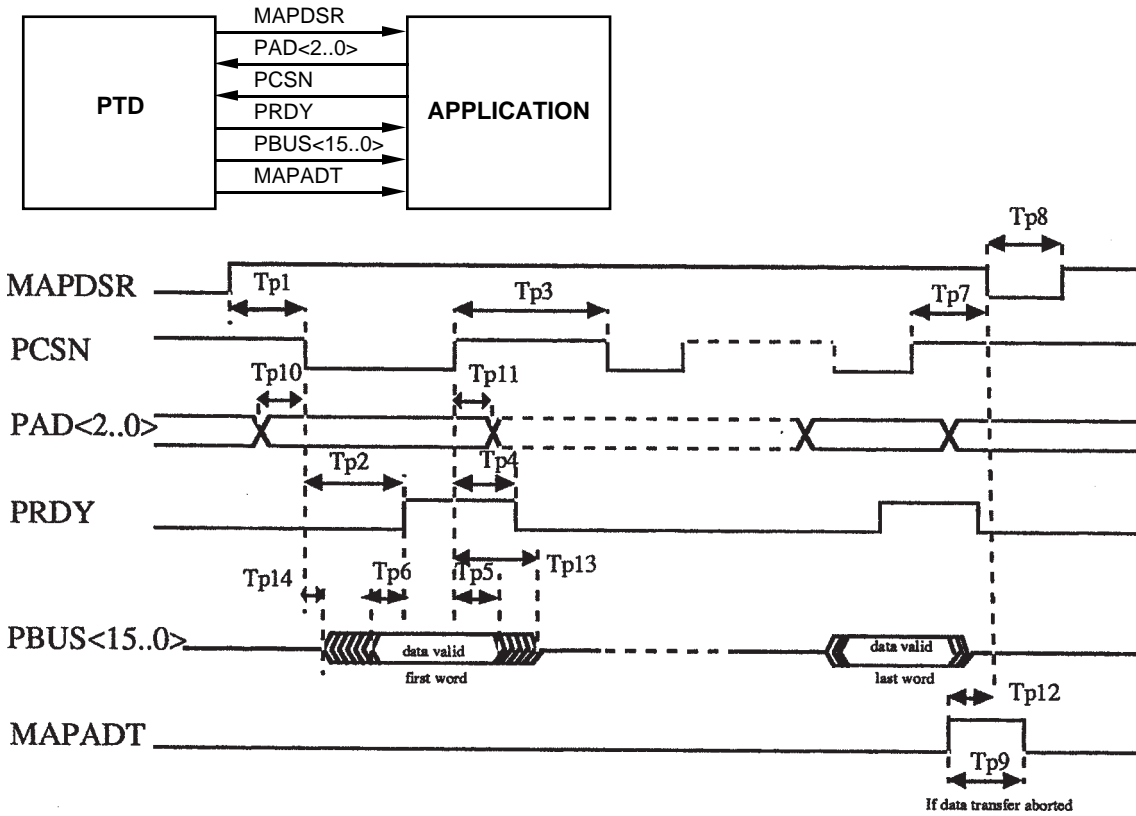 MAPDSR
PAD<2..0>
PCSN
PTD
PRDY
APPLICATION
PBUS<15..0>
MAPADT
Tp8
MAPDSR
Tp1
Tp3
Tp7
PCSN
Tp10
Tp11
PAD<2..0>
Tp2
Tp4
PRDY
Tp14
Tp6
Tp5
Tp13
PBUS<15..0>
data valid
data valid
first word
last word
Tp12
MAPADT
Tp9
If data transfer aborted